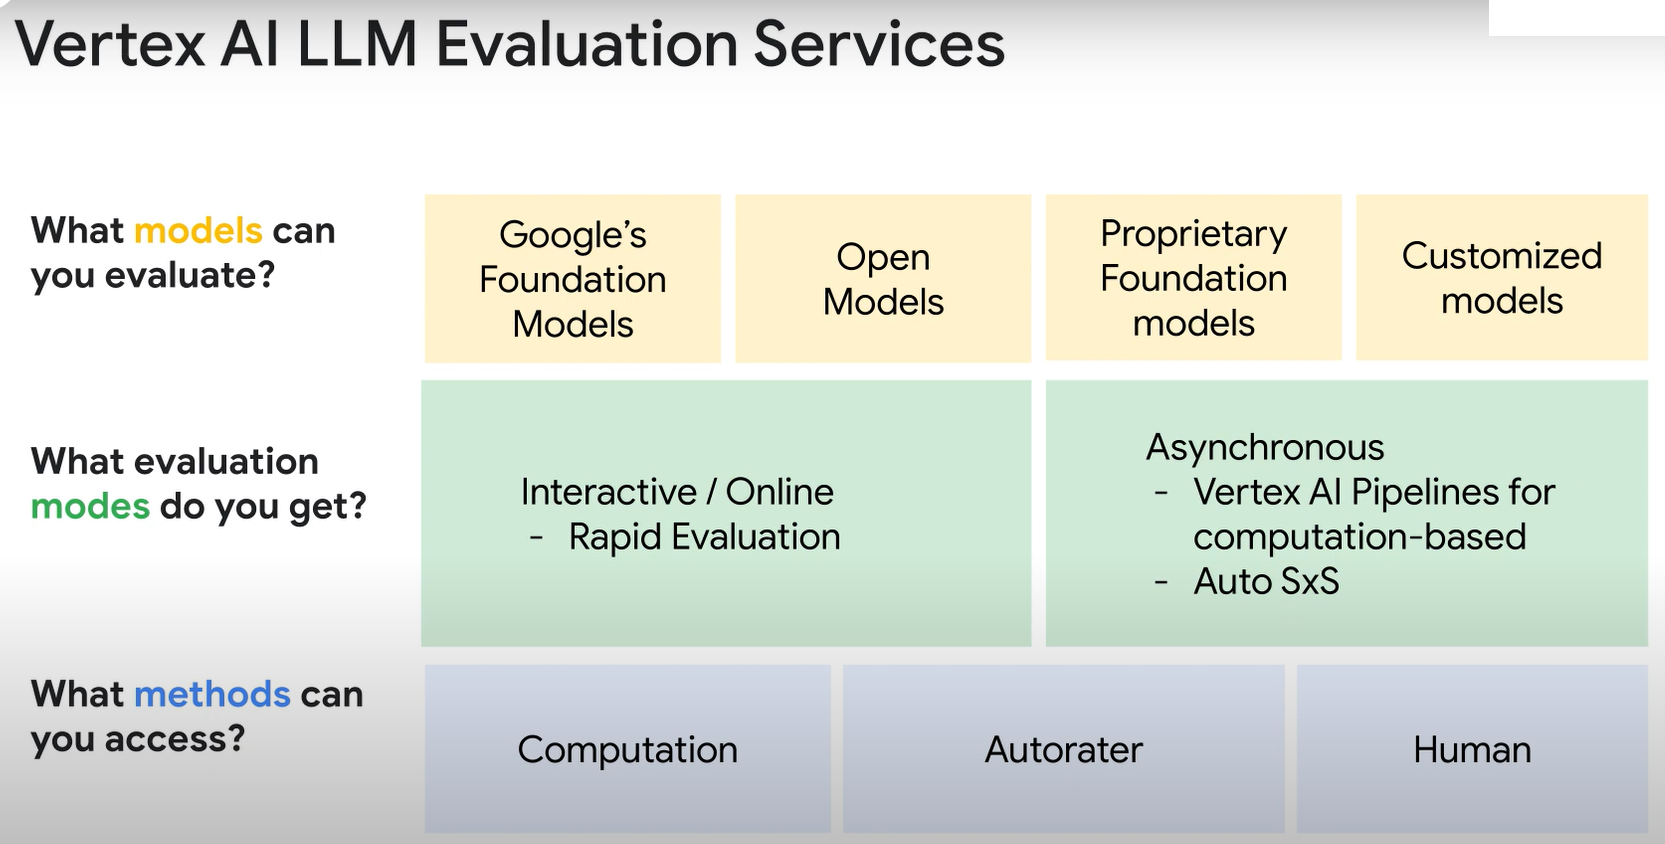 Vertex AI LLM Evaluation Services
What models can
you evaluate?
Google’s
Foundation
Models
Open
Models
Proprietary
Foundation
models
Customized
models
What evaluation
modes do you get?
Interactive / Online
- Rapid Evaluation
Asynchronous
- Vertex AI Pipelines for
computation-based
- Auto SxS
What methods can
you access?
Computation
Autorater
Human